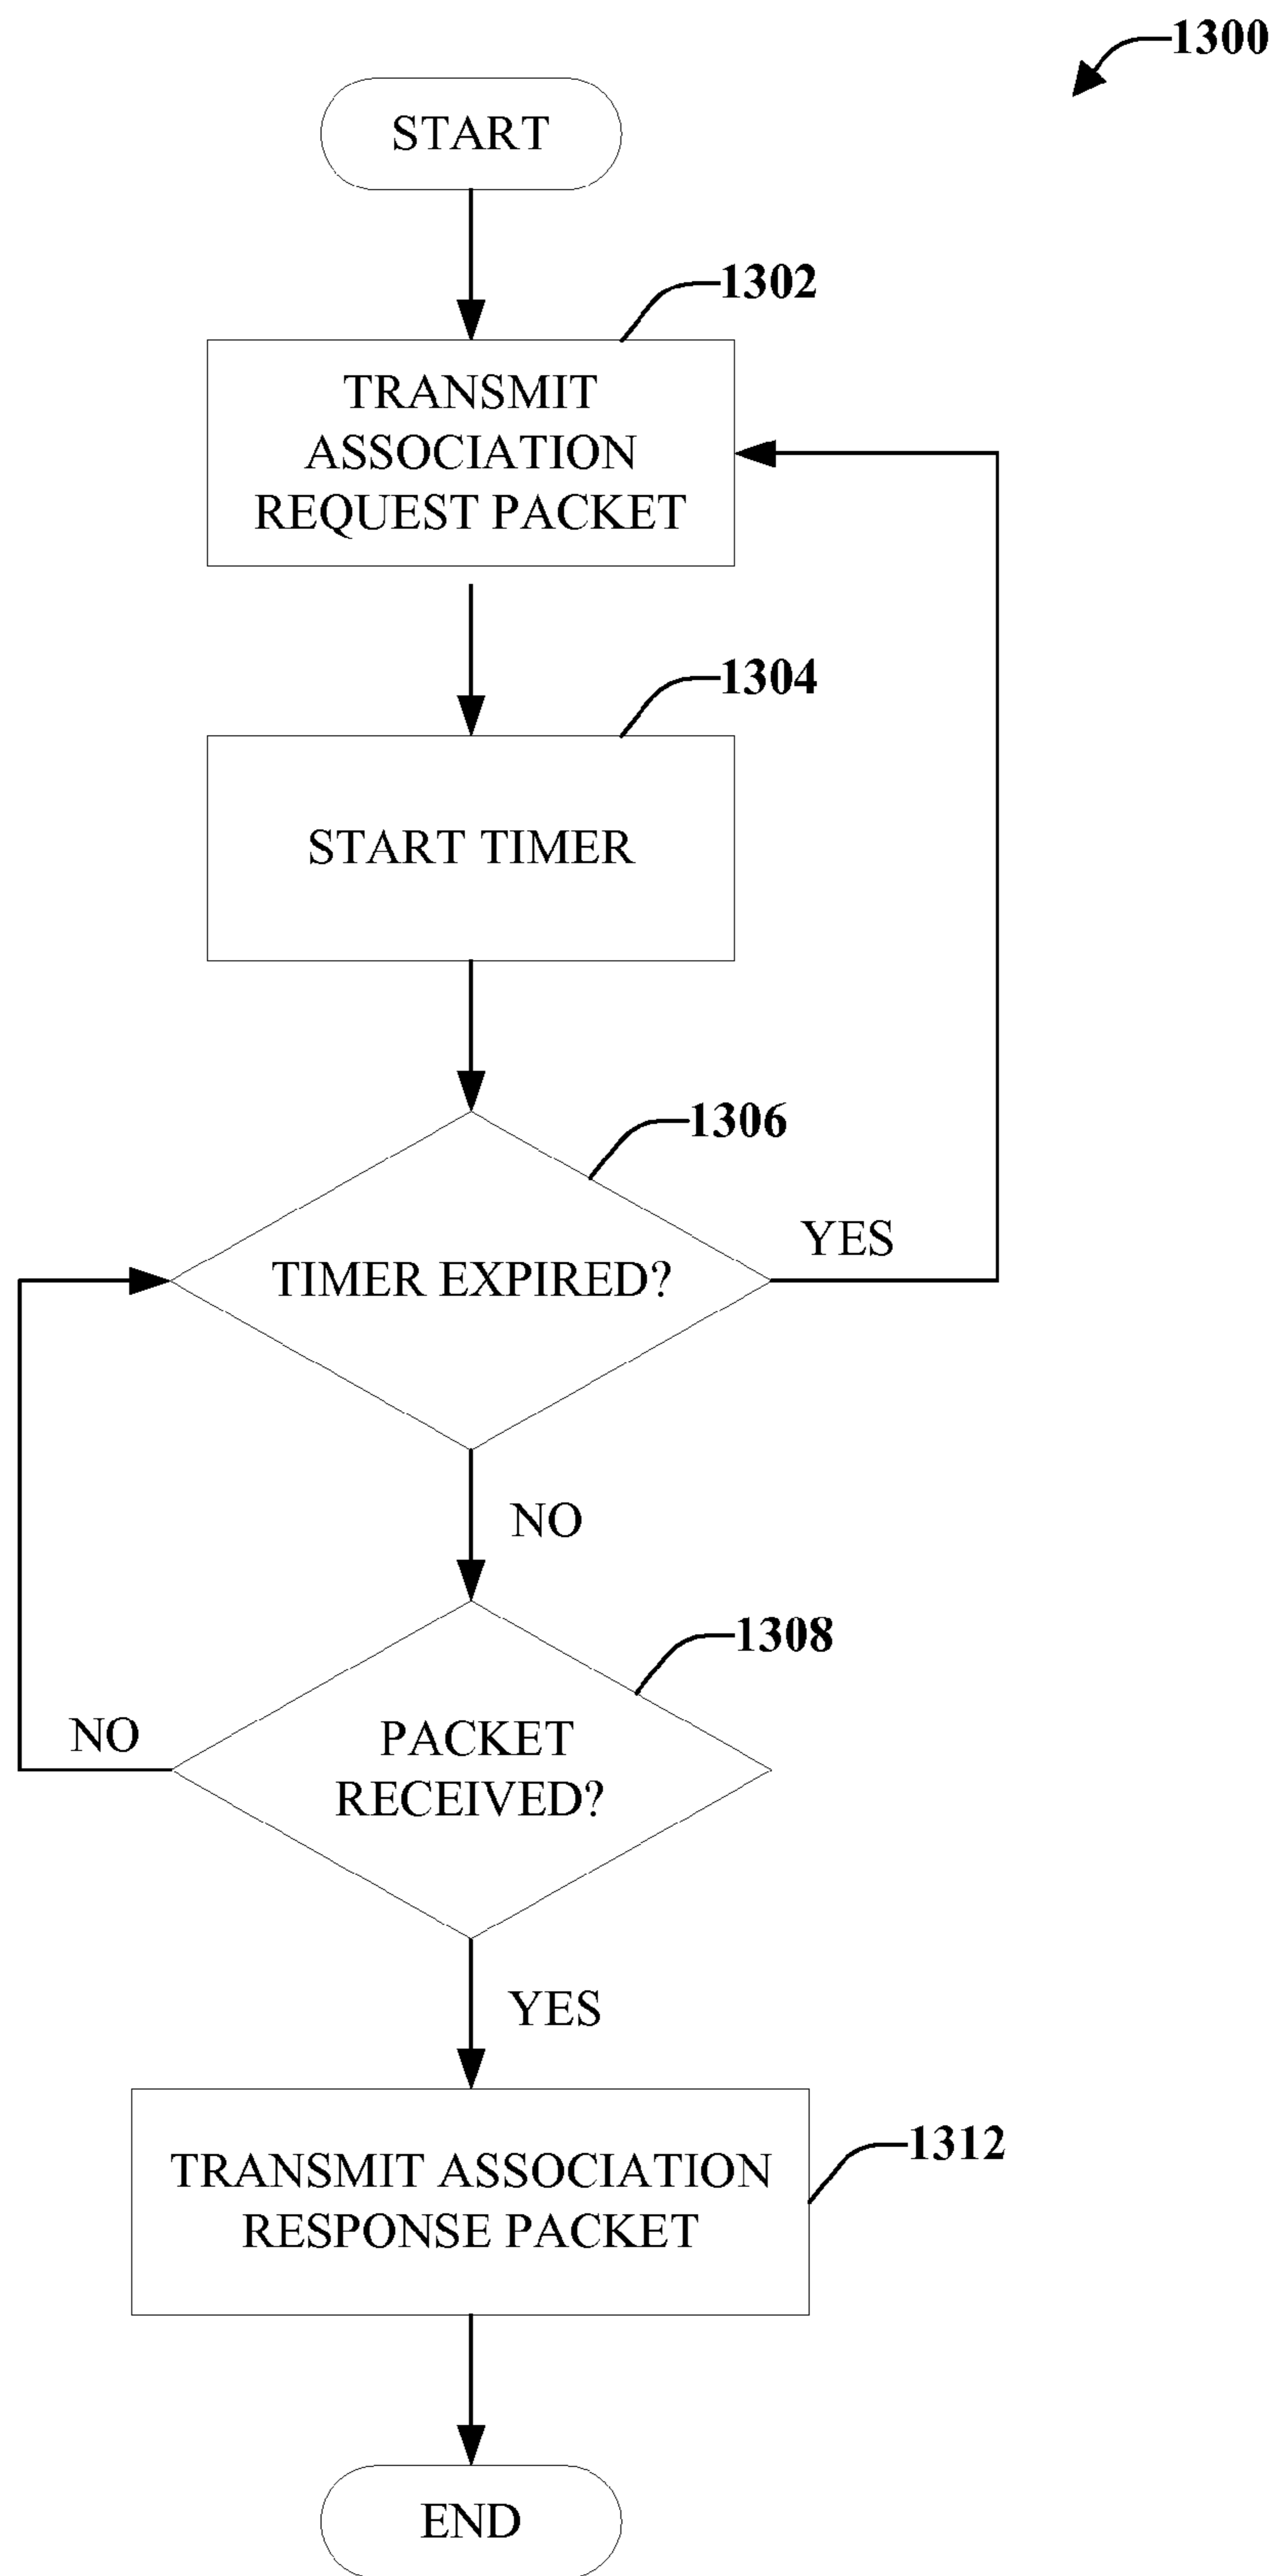 1300
START
1302
TRANSMIT
ASSOCIATION
REQUEST PACKET
1304
START TIMER
1306
TIMER EXPIRED?
YES
NO
1308
PACKET
RECEIVED?
NO
YES
1312
TRANSMIT ASSOCIATION
RESPONSE PACKET
END